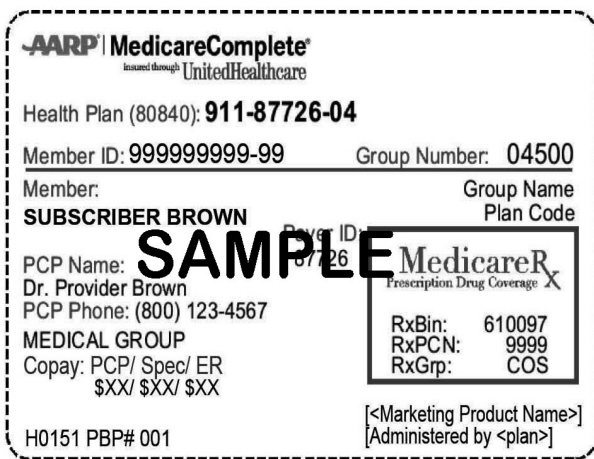 AARP | MedicareComplete®
insured through UnitedHealthcare
Health Plan (80840): 911-87726-04
Member ID: 999999999-99 Group Number: 04500
Member: Group Name
SUBSCRIBER BROWN Plan Code
Payer ID:
SAMPLE
87726
PCP Name:
Dr. Provider Brown
PCP Phone: (800) 123-4567
MEDICAL GROUP
Copay: PCP/ Spec/ ER
$XX/ $XX/ $XX
MedicareRx
Prescription Drug Coverage
RxBin: 610097
RxPCN: 9999
RxGrp: COS
[<Marketing Product Name>]
H0151 PBP# 001 [Administered by <plan>]